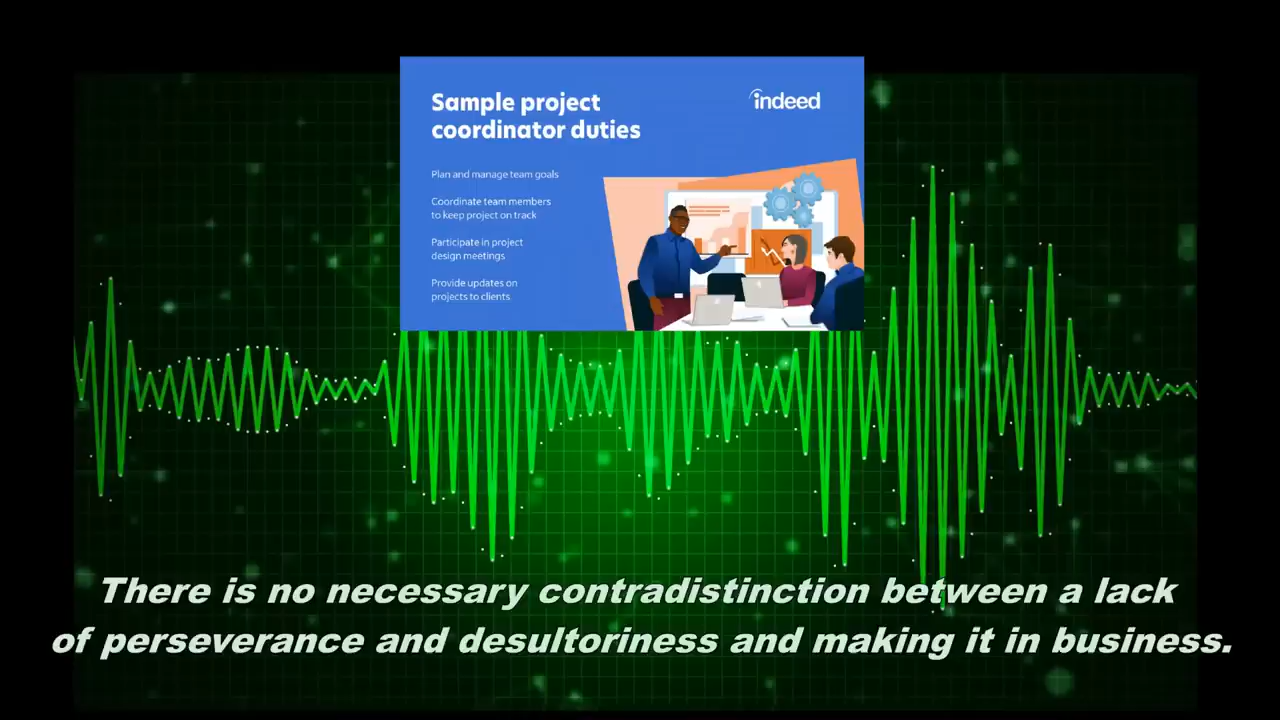 Sample project
coordinator duties
indeed
Plan and manage team goals
Coordinate team members
to keep project on track
Participate in project
design meetings
Provide updates on
projects to clients
There is no necessary contradistinction between a lack
of perseverance and desultoriness and making it in business.